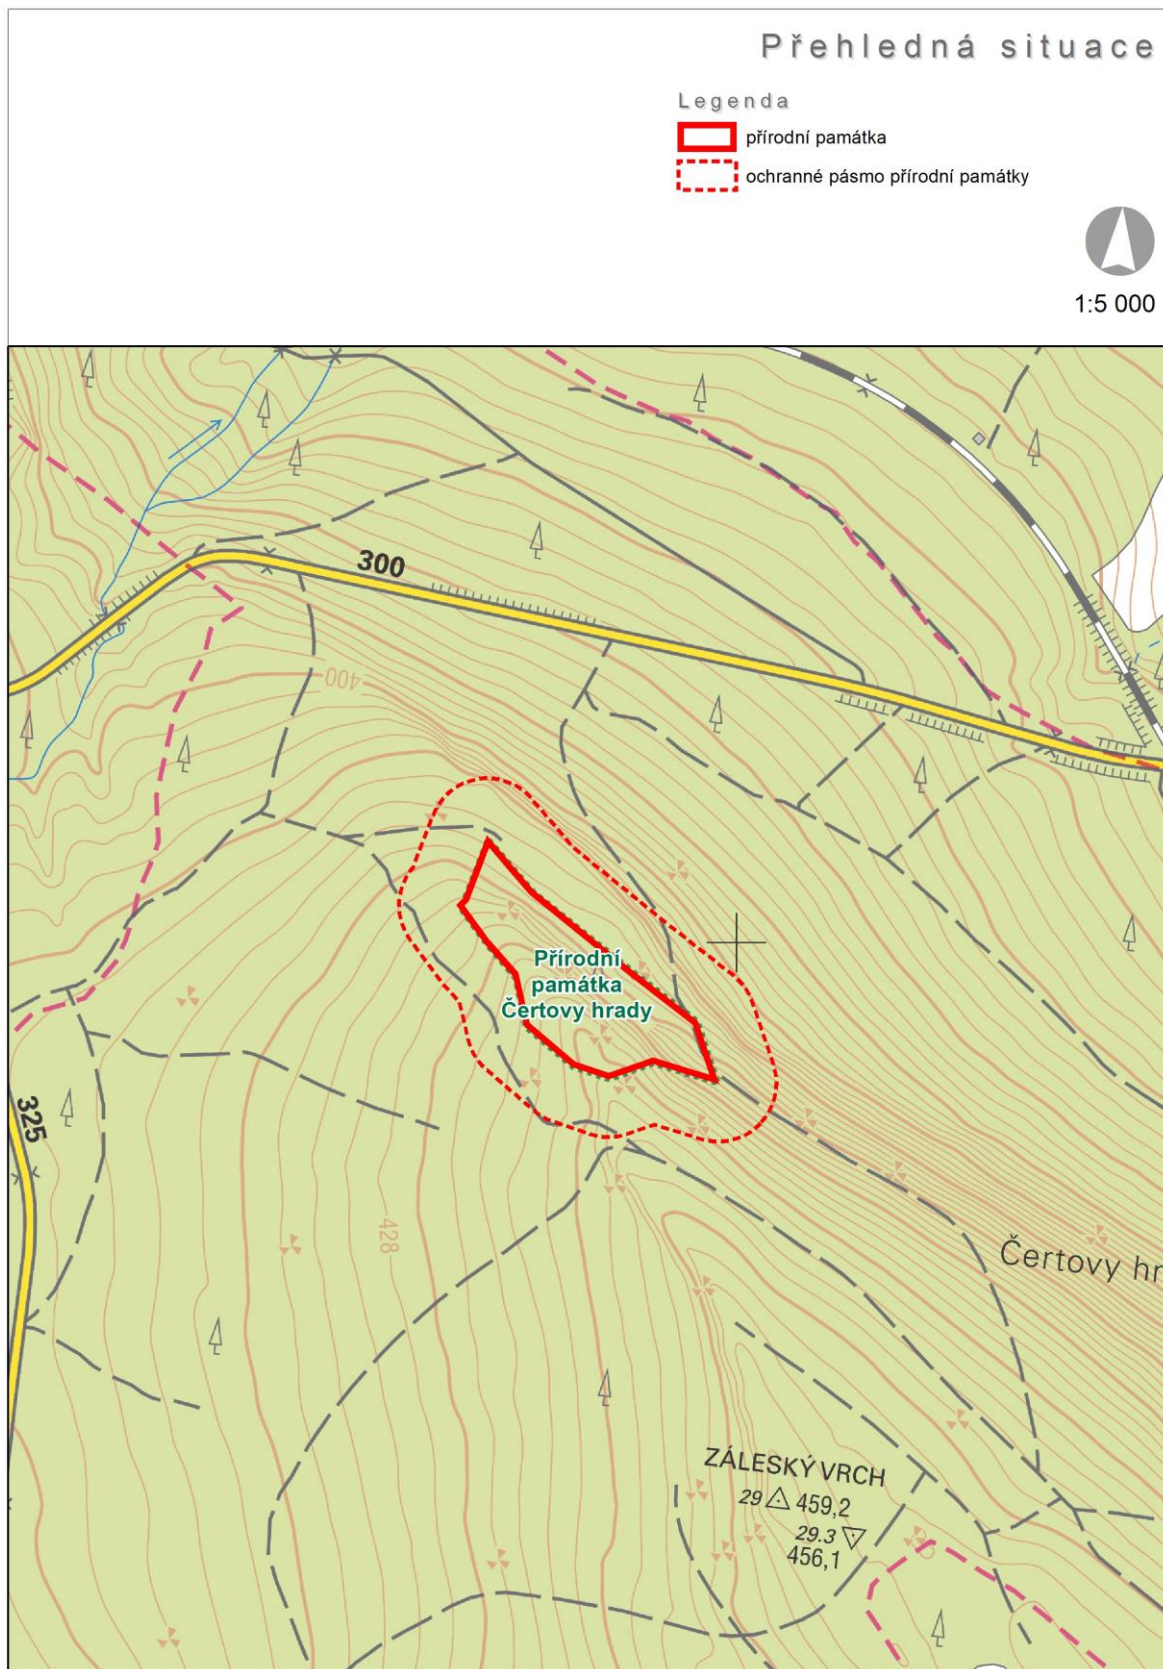 Přehledná situace
Legenda
přírodní památka
ochranné pásmo přírodní památky
1:5 000
300
400
Přírodní
památka
Čertovy hrady
325
428
Čertovy hr
ZÁLESKÝ VRCH
29 459,2
29.3
456,1